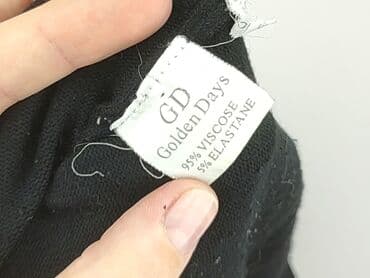 GD
Golden Days
95% VISCOSE
5% ELASTANE